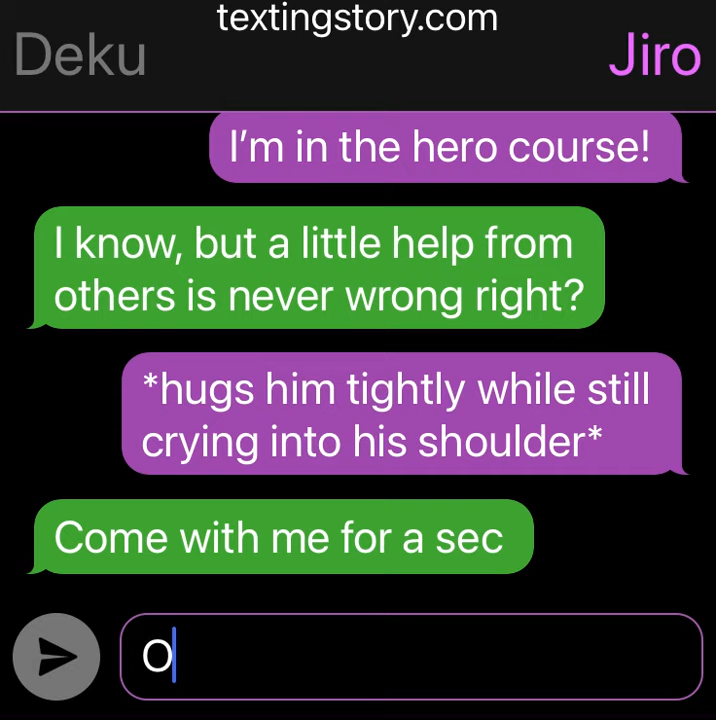 textingstory.com
Deku
Jiro
I’m in the hero course!
I know, but a little help from
others is never wrong right?
*hugs him tightly while still
crying into his shoulder*
Come with me for a sec
O